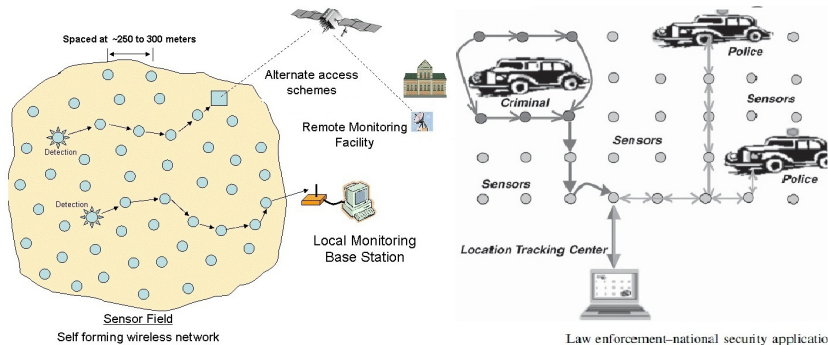 Spaced at ~250 to 300 meters
Alternate access
schemes
Remote Monitoring
Facility
Detection
Detection
Local Monitoring
Base Station
Sensor Field
Self forming wireless network
Police
Criminal
Sensors
Sensors
Police
Sensors
Location Tracking Center
Law enforcement–national security applicatio